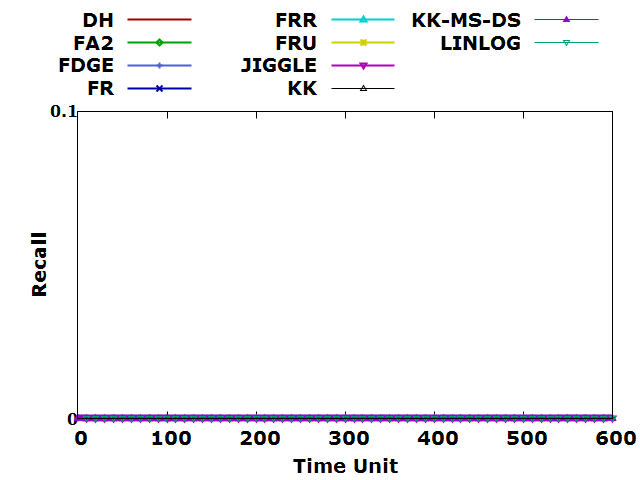 DH FRR KK-MS-DS
FA2 FRU LINLOG
FDGE JIGGLE
FR KK
0.1
Recall
0
0 100 200 300 400 500 600
Time Unit